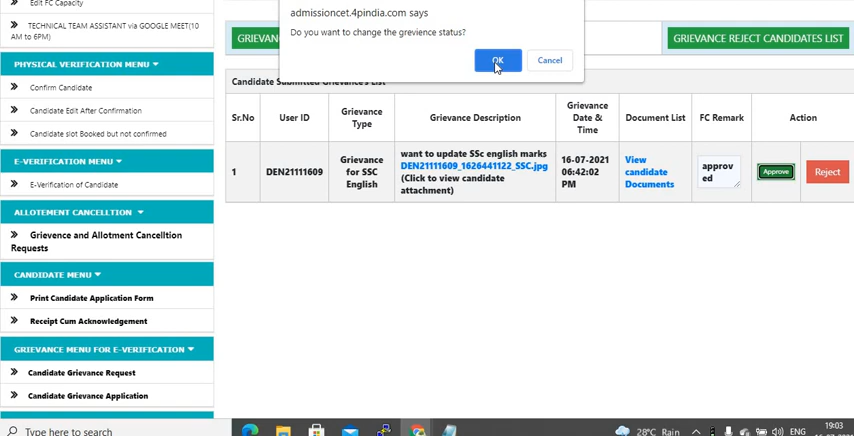 Edit FC Capacity
TECHNICAL TEAM ASSISTANT via GOOGLE MEET(10
AM to 6PM)
PHYSICAL VERIFICATION MENU
Confirm Candidate
Candidate Edit After Confirmation
Candidate slot Booked but not confirmed
E-VERIFICATION MENU
E-Verification of Candidate
ALLOTEMENT CANCELLTION
Grievence and Allotment Cancelltion
Requests
CANDIDATE MENU
Print Candidate Application Form
Receipt Cum Acknowledgement
GRIEVANCE MENU FOR E-VERIFICATION
Candidate Grievance Request
Candidate Grievance Application
admissioncet.4pindia.com says
Do you want to change the grevience status?
OK
Cancel
GRIEVAN
GRIEVANCE REJECT CANDIDATES LIST
Candidate Submitted Grievance's List
Sr.No
User ID
Grievance
Type
Grievance Description
Grievance
Date &
Time
Document List
FC Remark
Action
1
DEN21111609
Grievance
for SSC
English
want to update SSc english marks
DEN21111609_1626441122_SSC.jpg
(Click to view candidate
attachment)
16-07-2021
06:42:02
PM
View
candidate
Documents
approv
ed
Approve
Reject
Type here to search
28°C Rain
ENG
19:03